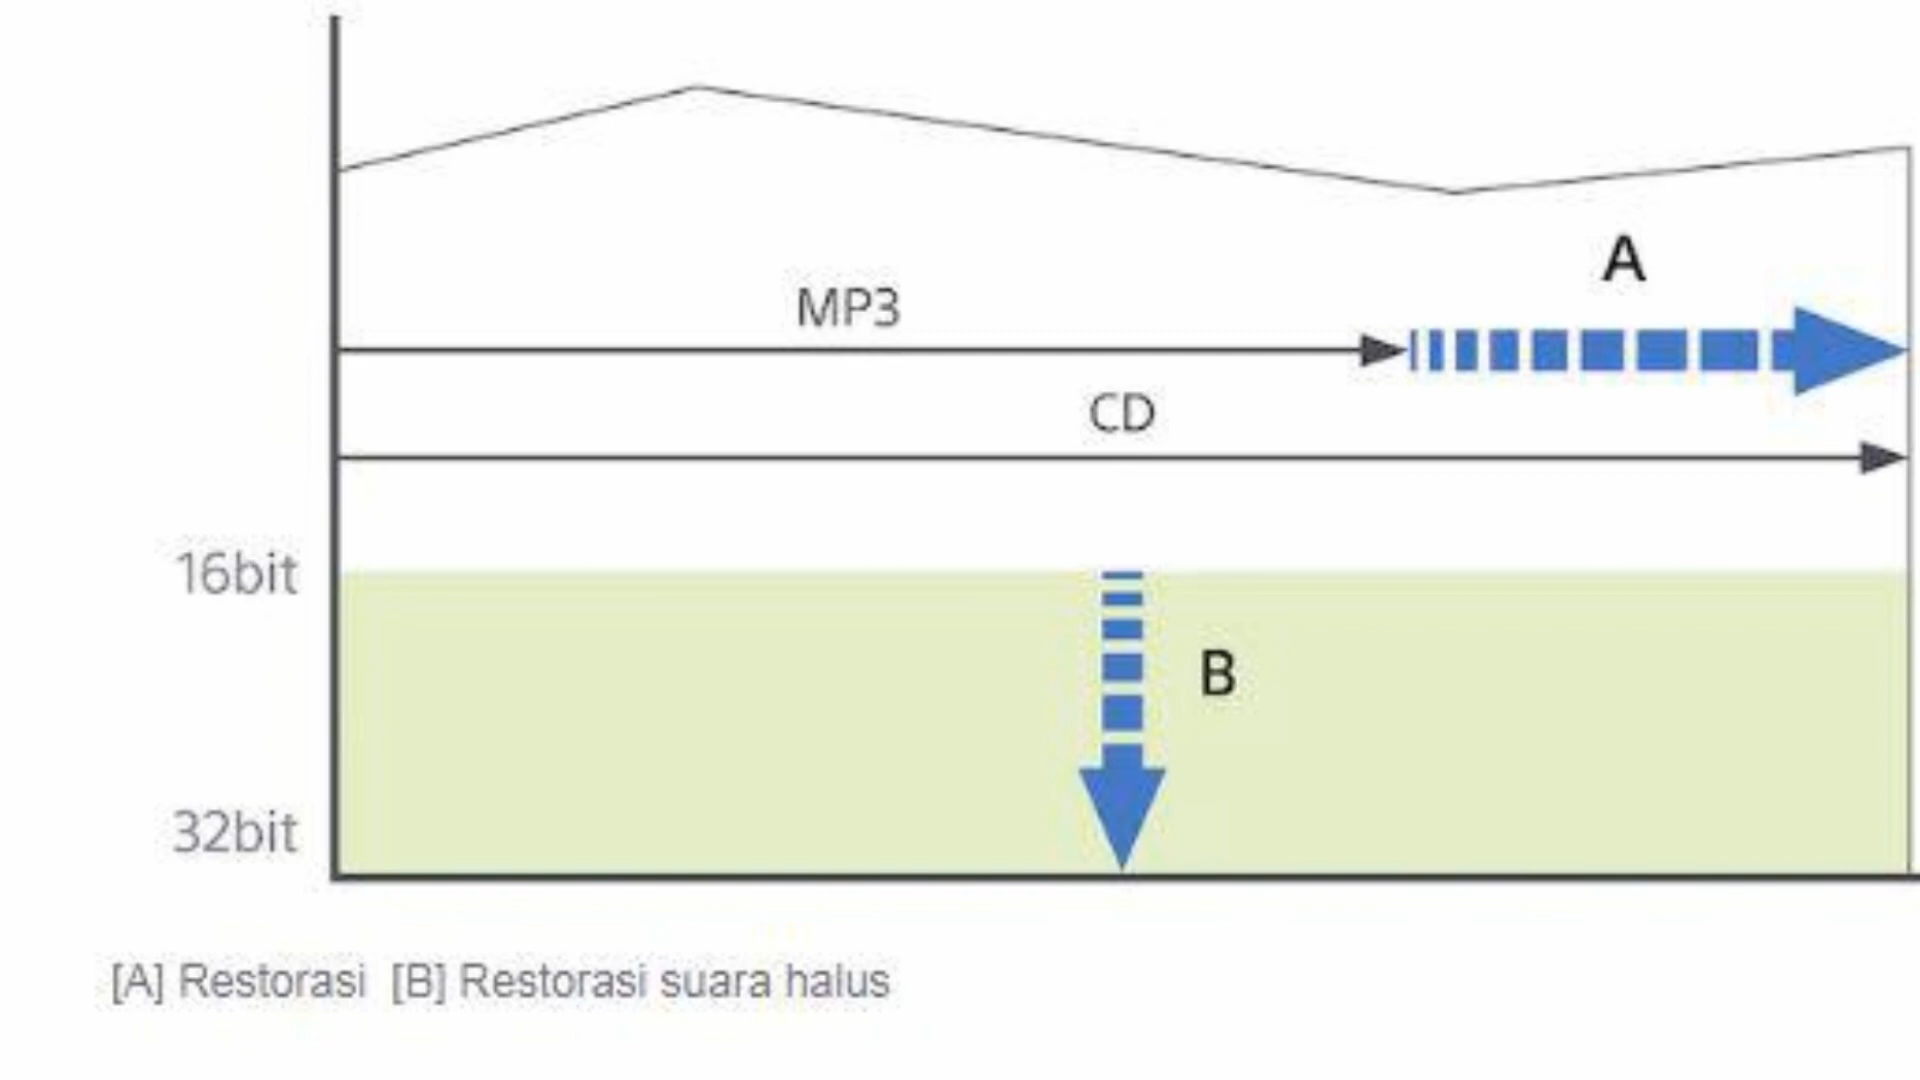 A
MP3
CD
16bit
B
32bit
[A] Restorasi [B] Restorasi suara halus